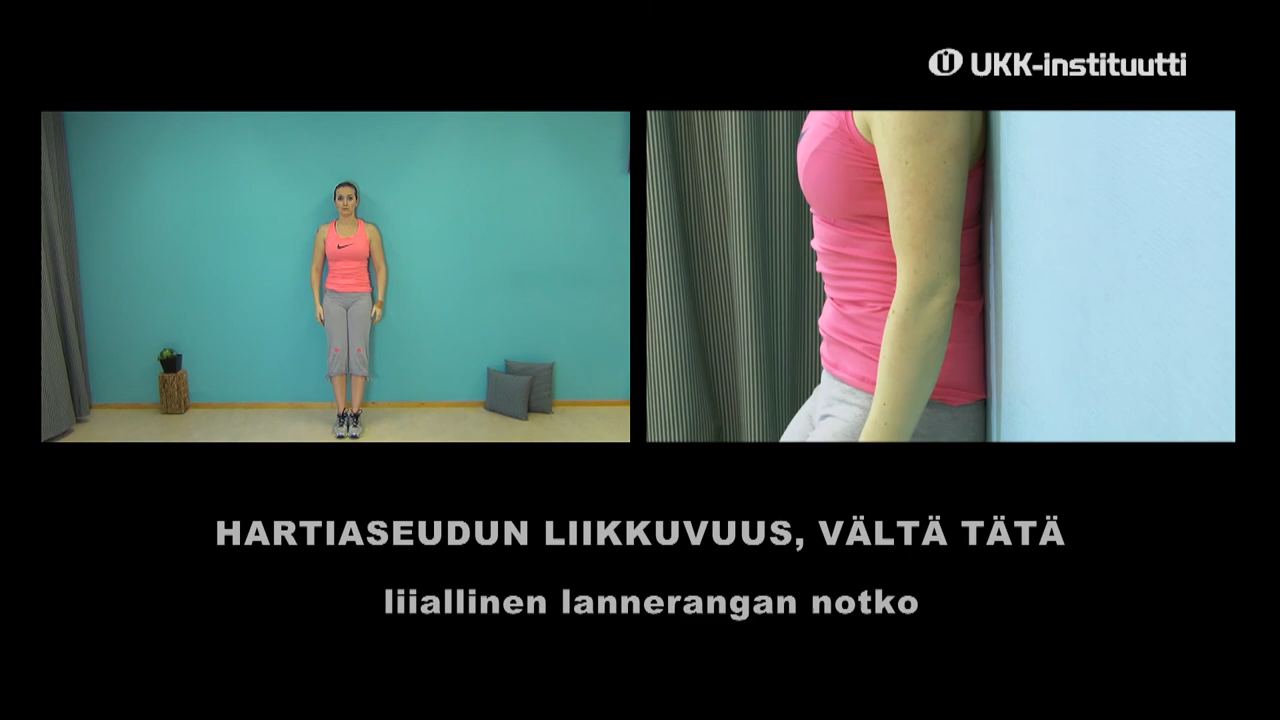 UKK-instituutti
HARTIASEUDUN LIIKKUVUUS, VÄLTÄ TÄTÄ
liiallinen lannerangan notko